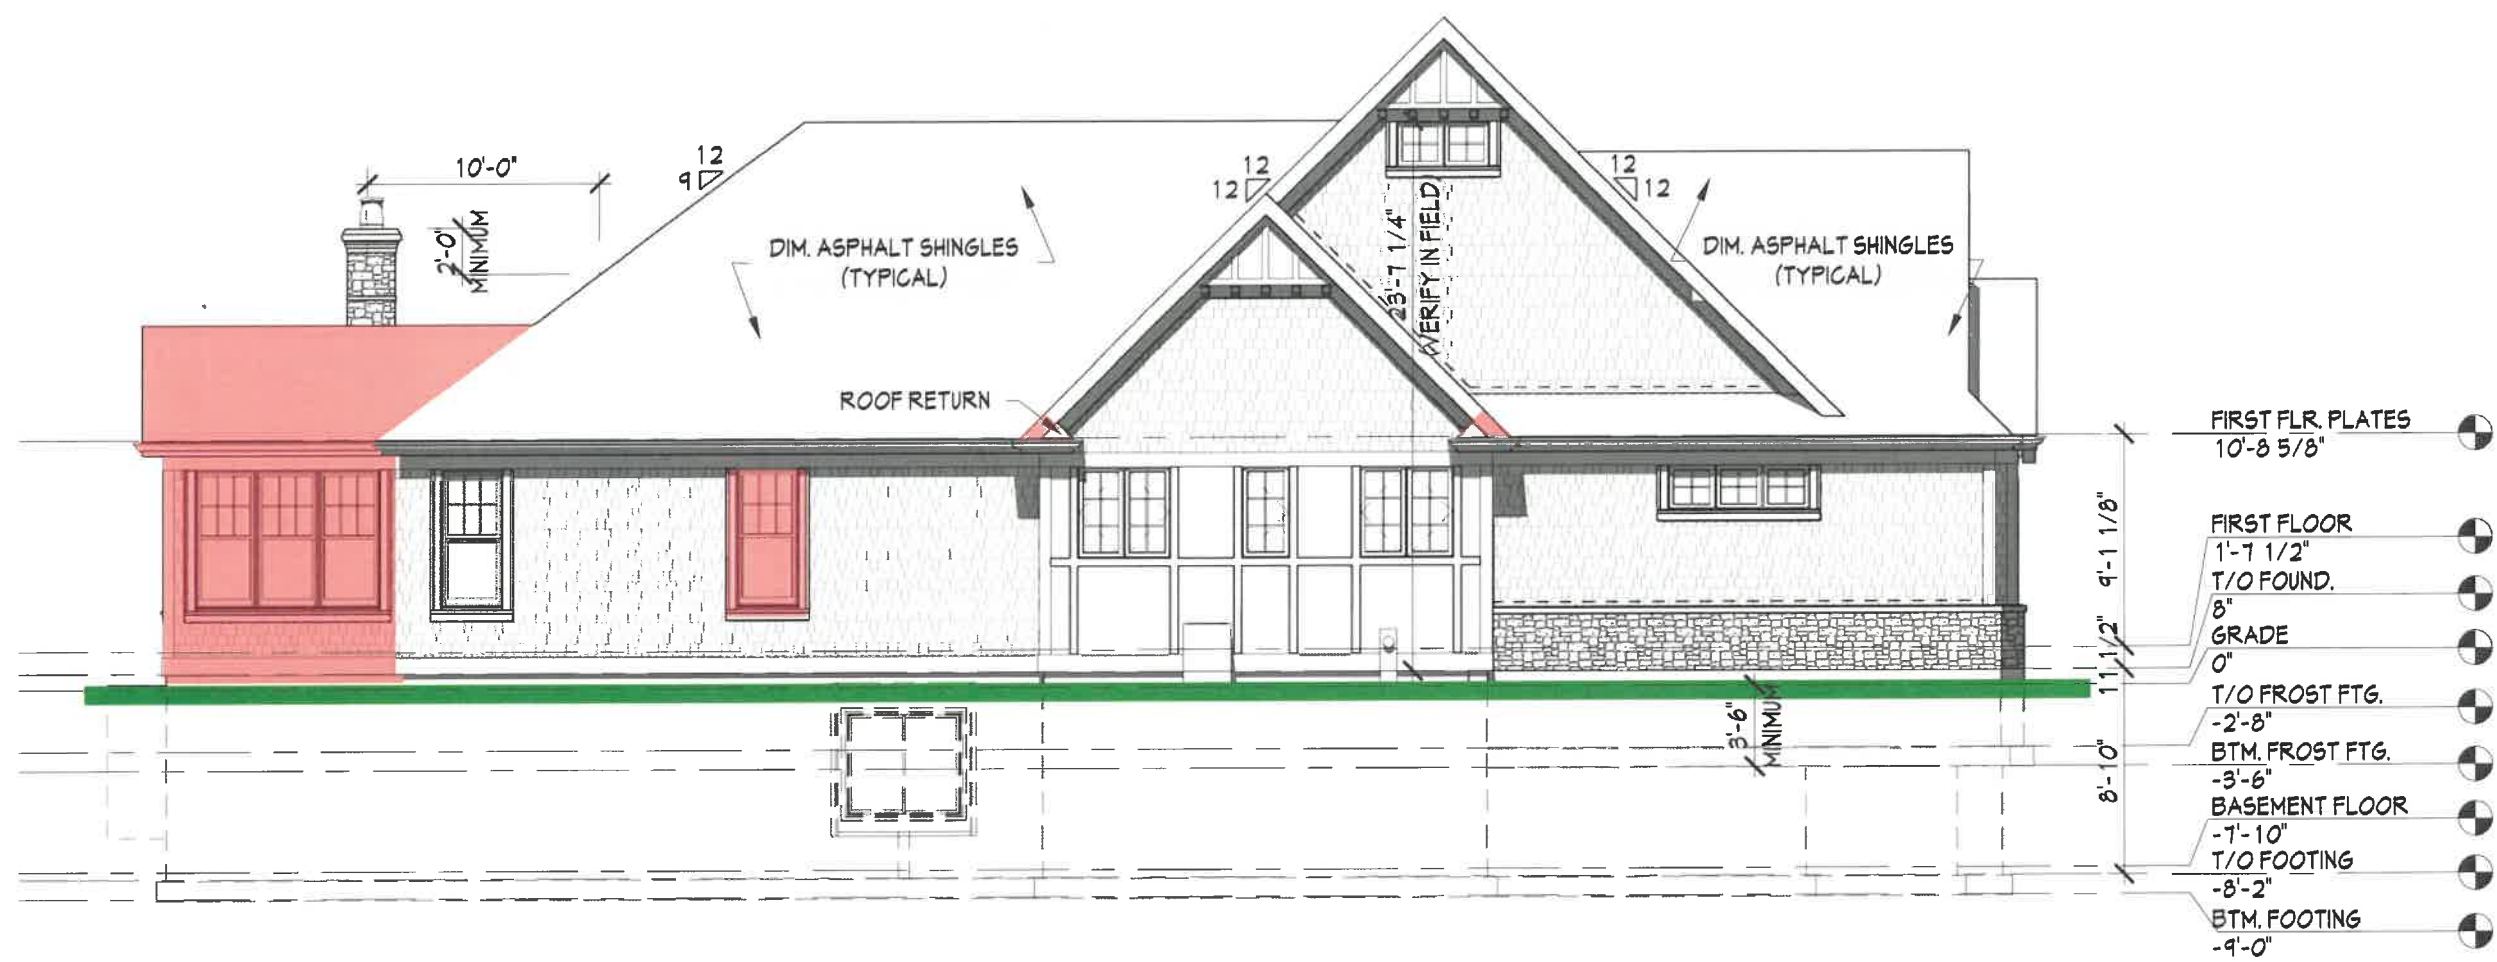 10'-0"
2'-0"
MINIMUM
12
9
12
12
12
12
DIM. ASPHALT SHINGLES
(TYPICAL)
DIM. ASPHALT SHINGLES
(TYPICAL)
23'-7 1/4"
(VERIFY IN FIELD)
ROOF RETURN
FIRST FLR. PLATES
10'-8 5/8"
9'-1 1/8"
FIRST FLOOR
1'-7 1/2"
T/O FOUND.
8"
11 1/2"
GRADE
0"
3'-6"
MINIMUM
T/O FROST FTG.
-2'-8"
BTM. FROST FTG.
-3'-6"
8'-10"
BASEMENT FLOOR
-7'-10"
T/O FOOTING
-8'-2"
BTM. FOOTING
-9'-0"